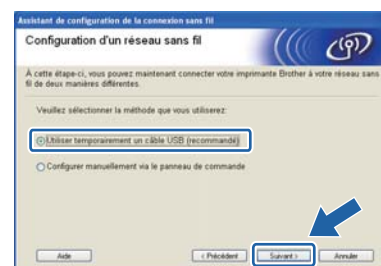 Assistant de configuration de la connexion sans fil
Configuration d'un réseau sans fil
A cette étape-ci, vous pouvez maintenant connecter votre imprimante Brother à votre réseau sans
fil de deux manières différentes.
Veuillez sélectionner la méthode que vous utiliserez:
Utiliser temporairement un câble USB (recommandé)
Configurer manuellement via le panneau de commande
Aide
< Précédent
Suivant >
Annuler